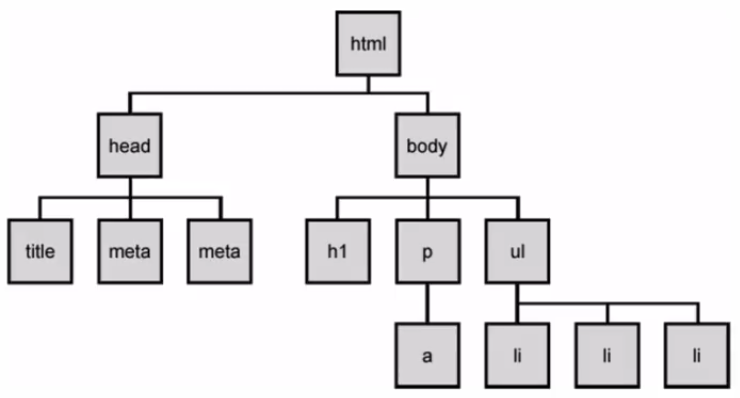 html
head body
title meta meta h1 p ul
a li li li